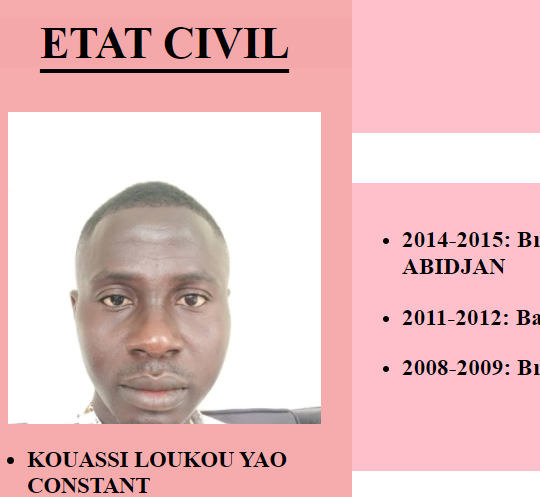 ETAT CIVIL
KOUASSI LOUKOU YAO
CONSTANT
2014-2015:
ABIDJAN
2011-2012:
2008-2009: